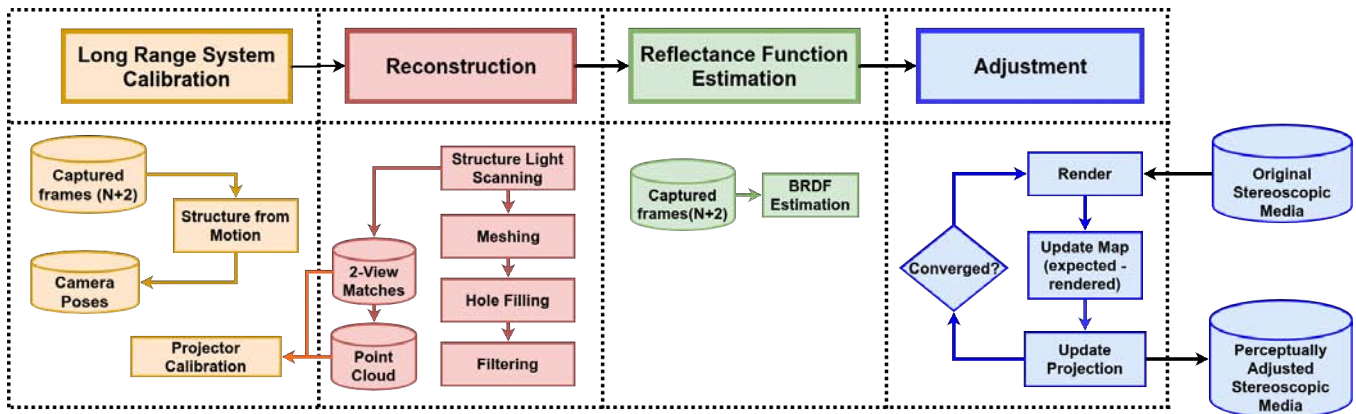 Long Range System
Calibration
Reconstruction
Reflectance Function
Estimation
Adjustment
Captured
frames (N+2)
Structure from
Motion
Camera
Poses
Projector
Calibration
Structure Light
Scanning
2-View
Matches
Point
Cloud
Meshing
Hole Filling
Filtering
Captured
frames(N+2)
BRDF
Estimation
Render
Converged?
Update Map
(expected -
rendered)
Update
Projection
Original
Stereoscopic
Media
Perceptually
Adjusted
Stereoscopic
Media